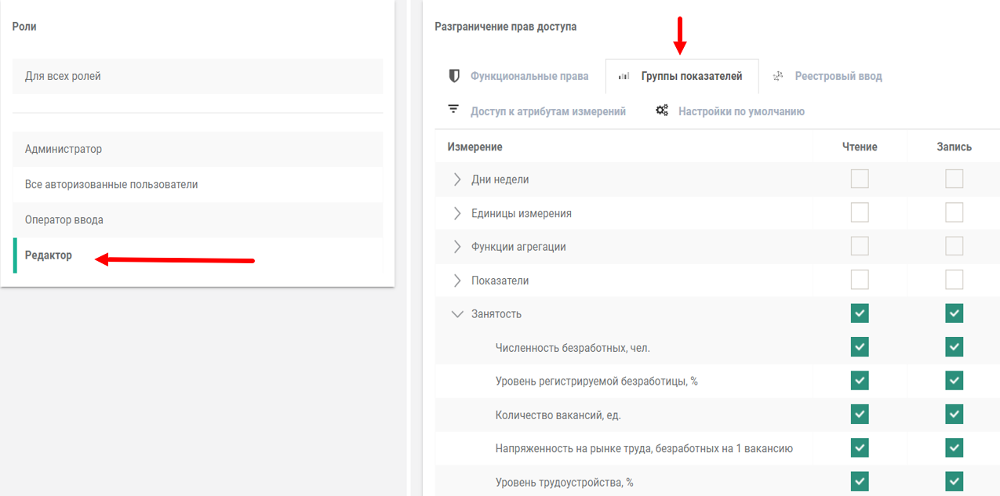 Роли
Для всех ролей
Администратор
Все авторизованные пользователи
Оператор ввода
Редактор
Разграничение прав доступа
Функциональные права
Группы показателей
Реестровый ввод
Доступ к атрибутам измерений
Настройки по умолчанию
Измерение Чтение Запись
Дни недели
Единицы измерения
Функции агрегации
Показатели
Занятость
Численность безработных, чел.
Уровень регистрируемой безработицы, %
Количество вакансий, ед.
Напряженность на рынке труда, безработных на 1 вакансию
Уровень трудоустройства, %